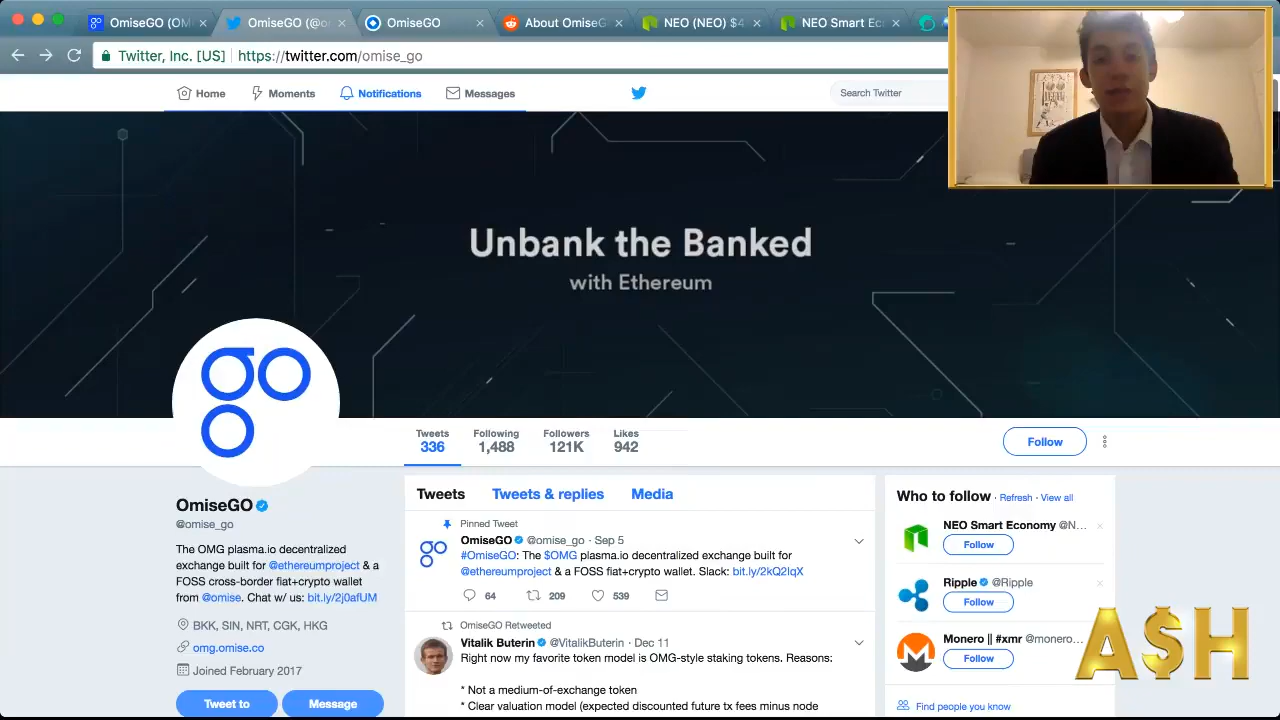 OmiseGO (OM
OmiseGO (@o
OmiseGO
About OmiseG
NEO (NEO) $4
NEO Smart Ec
Twitter, Inc. [US]
https://twitter.com/omise_go
Home
Moments
Notifications
Messages
Search Twitter
Unbank the Banked
with Ethereum
go
Tweets
336
Following
1,488
Followers
121K
Likes
942
Follow
OmiseGO
@omise_go
The OMG plasma.io decentralized
exchange built for @ethereumproject & a
FOSS cross-border fiat+crypto wallet
from @omise. Chat w/ us: bit.ly/2j0afUM
BKK, SIN, NRT, CGK, HKG
omg.omise.co
Joined February 2017
Tweet to
Message
Tweets
Tweets & replies
Media
Pinned Tweet
OmiseGO @omise_go · Sep 5
#OmiseGO: The $OMG plasma.io decentralized exchange built for
@ethereumproject & a FOSS fiat+crypto wallet. Slack: bit.ly/2kQ2IqX
64
209
539
OmiseGO Retweeted
Vitalik Buterin @VitalikButerin · Dec 11
Right now my favorite token model is OMG-style staking tokens. Reasons:
* Not a medium-of-exchange token
* Clear valuation model (expected discounted future tx fees minus node
Who to follow · Refresh · View all
NEO Smart Economy @N...
Follow
Ripple @Ripple
Follow
Monero || #xmr @monero...
Follow
Find people you know
A$H